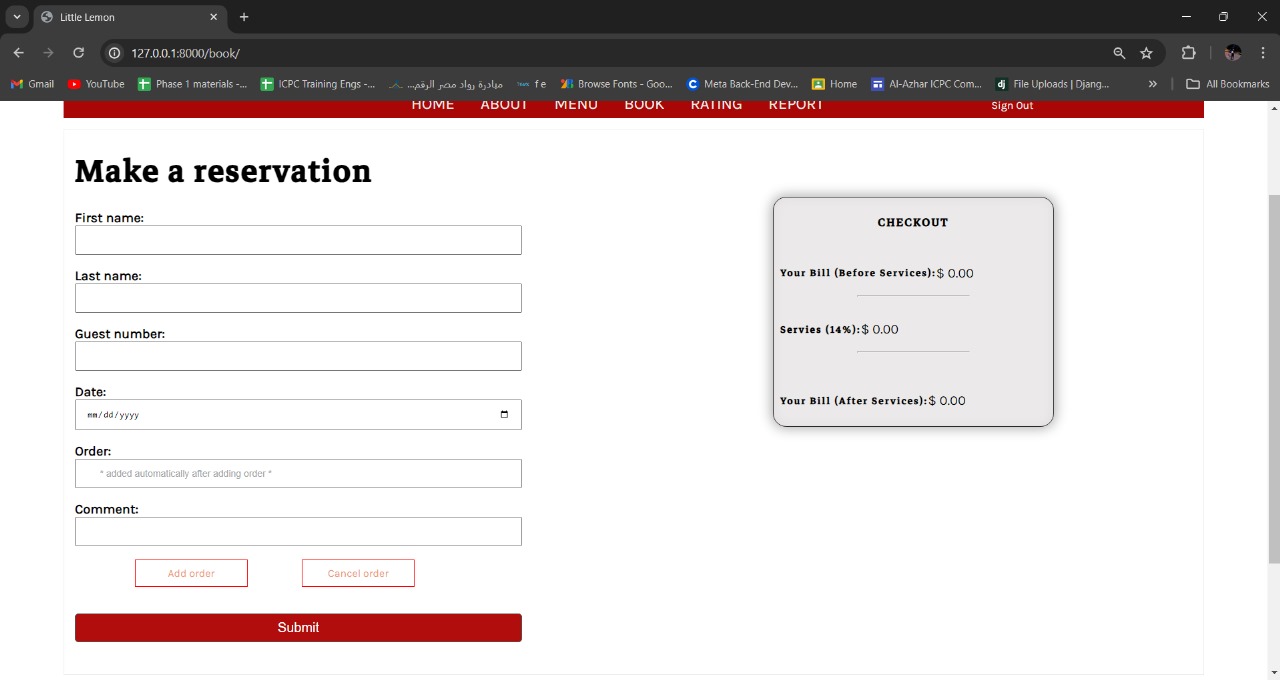 Little Lemon
127.0.0.1:8000/book/
Gmail YouTube Phase 1 materials -... ICPC Training Engs -... مبادرة رواد مصر الرقم... f e Browse Fonts - Goo... Meta Back-End Dev... Home Al-Azhar ICPC Com... dj File Uploads | Djang... » All Bookmarks
HOME ABOUT MENU BOOK RATING REPORT Sign Out
Make a reservation
First name:
Last name:
Guest number:
Date:
mm/dd/yyyy
Order:
* added automatically after adding order *
Comment:
Add order Cancel order
Submit
CHECKOUT
Your Bill (Before Services):$ 0.00
Servies (14%):$ 0.00
Your Bill (After Services):$ 0.00